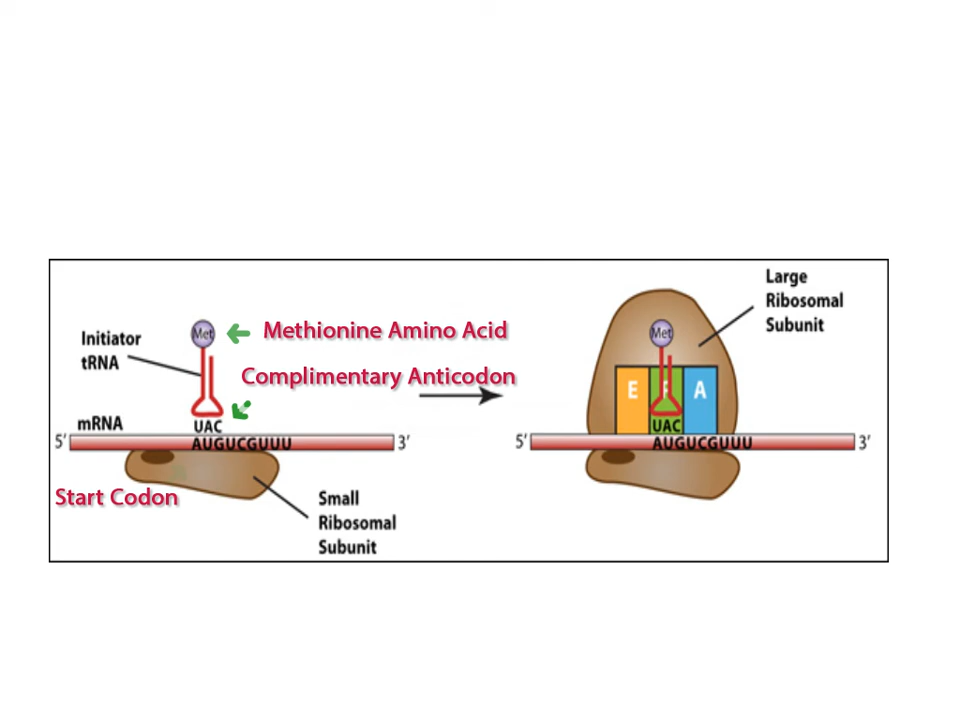 Initiator
tRNA
Met
Methionine Amino Acid
Complimentary Anticodon
mRNA
UAC
5' AUGUCGUUU 3'
Start Codon
Small
Ribosomal
Subunit
Large
Ribosomal
Subunit
Met
E P A
UAC
5' AUGUCGUUU 3'